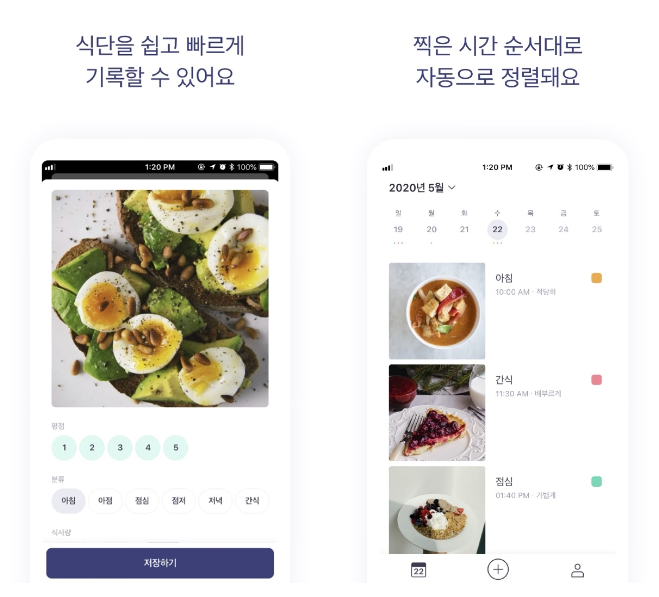 식단을 쉽고 빠르게
기록할 수 있어요
1:20 PM
100%
평점
1 2 3 4 5
분류
아침 아점 점심 점저 저녁 간식
식사량
저장하기
찍은 시간 순서대로
자동으로 정렬돼요
1:20 PM
100%
2020년 5월
일 월 화 수 목 금 토
19 20 21 22 23 24 25
아침
10:00 AM · 적당히
간식
11:30 AM · 배부르게
점심
01:40 PM · 가볍게
22